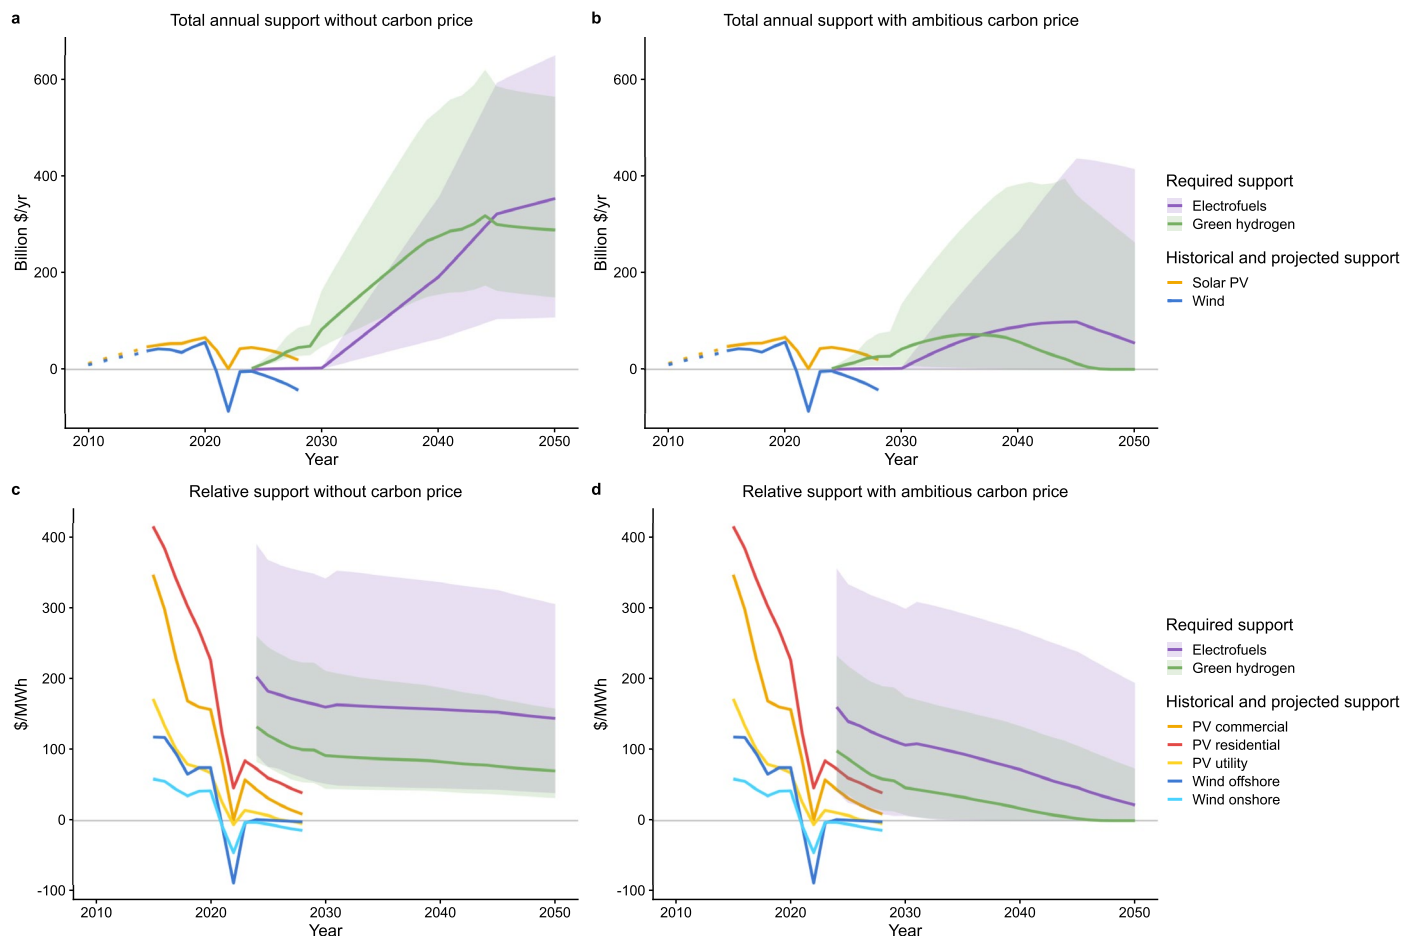 a
Total annual support without carbon price
Billion $/yr
600
400
200
0
2010
2020
2030
2040
2050
Year
b
Total annual support with ambitious carbon price
Billion $/yr
600
400
200
0
2010
2020
2030
2040
2050
Year
Required support
Electrofuels
Green hydrogen
Historical and projected support
Solar PV
Wind
c
Relative support without carbon price
$/MWh
400
300
200
100
0
-100
2010
2020
2030
2040
2050
Year
d
Relative support with ambitious carbon price
$/MWh
400
300
200
100
0
-100
2010
2020
2030
2040
2050
Year
Required support
Electrofuels
Green hydrogen
Historical and projected support
PV commercial
PV residential
PV utility
Wind offshore
Wind onshore